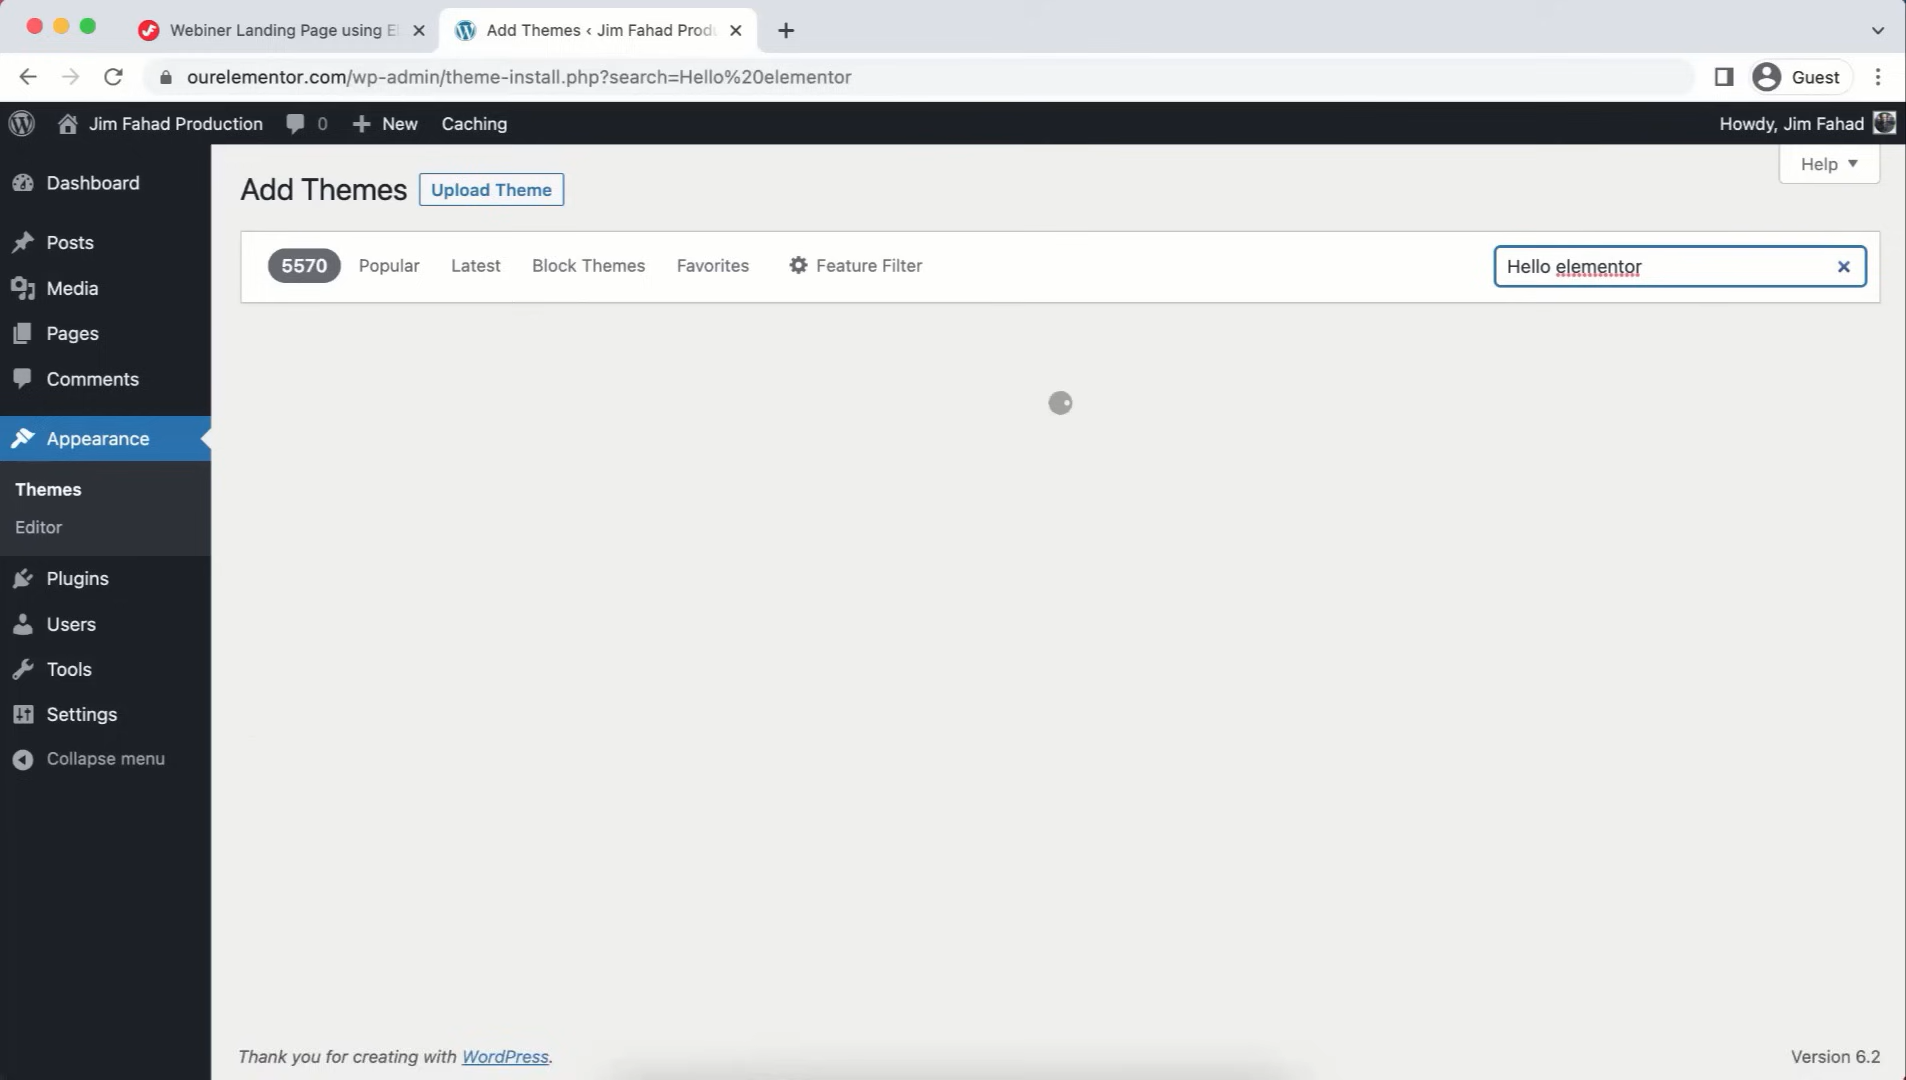 Webiner Landing Page using E
Add Themes ‹ Jim Fahad Prod
ourelementor.com/wp-admin/theme-install.php?search=Hello%20elementor
Guest
Jim Fahad Production
0
New
Caching
Howdy, Jim Fahad
Help
Dashboard
Posts
Media
Pages
Comments
Appearance
Themes
Editor
Plugins
Users
Tools
Settings
Collapse menu
Add Themes
Upload Theme
5570
Popular
Latest
Block Themes
Favorites
Feature Filter
Hello elementor
Thank you for creating with WordPress.
Version 6.2